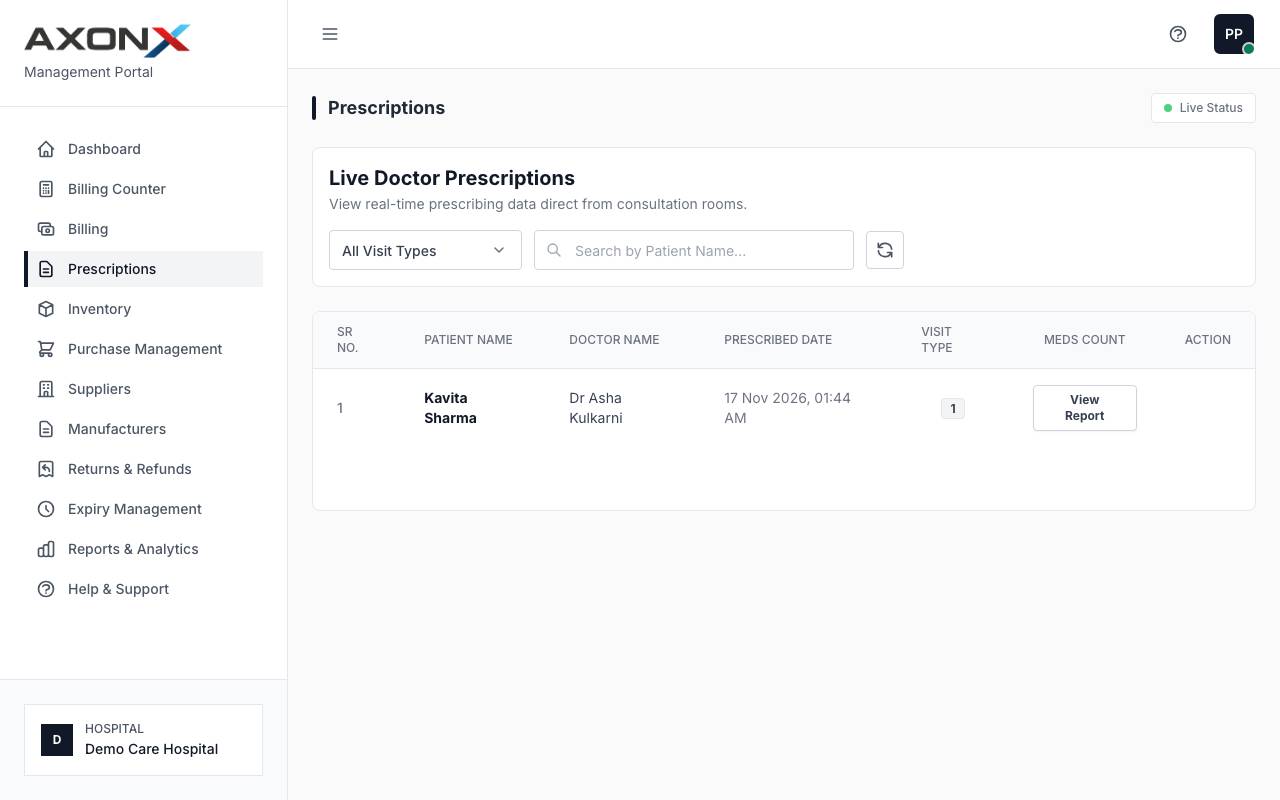 AXONX
Management Portal
Dashboard
Billing Counter
Billing
Prescriptions
Inventory
Purchase Management
Suppliers
Manufacturers
Returns & Refunds
Expiry Management
Reports & Analytics
Help & Support
D
HOSPITAL
Demo Care Hospital
PP
Prescriptions
Live Status
Live Doctor Prescriptions
View real-time prescribing data direct from consultation rooms.
All Visit Types
Search by Patient Name...
SR
NO.
PATIENT NAME
DOCTOR NAME
PRESCRIBED DATE
VISIT
TYPE
MEDS COUNT
ACTION
1
Kavita
Sharma
Dr Asha
Kulkarni
17 Nov 2026, 01:44
AM
1
View
Report